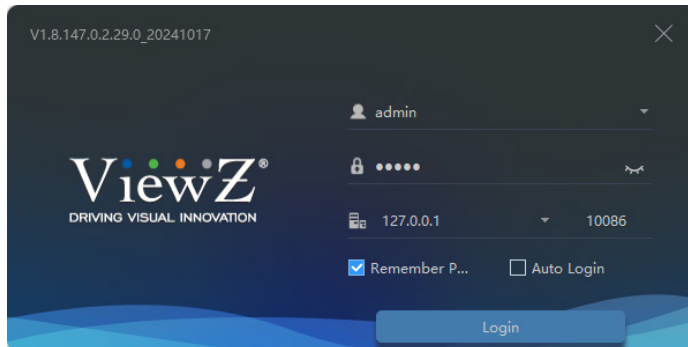 V1.8.147.0.2.29.0_20241017
admin
•••••
ViewZ®
DRIVING VISUAL INNOVATION
127.0.0.1 10086
Remember P... Auto Login
Login